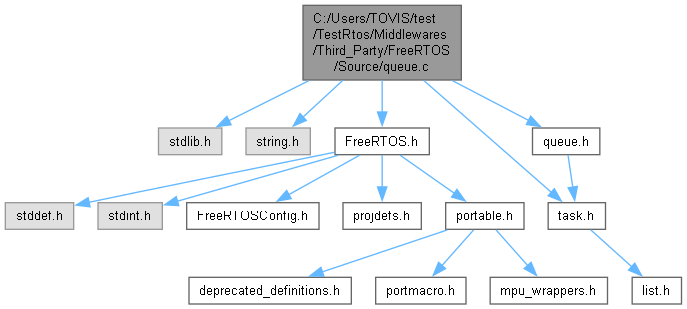 C:/Users/TOVIS/test
/TestRtos/Middlewares
/Third_Party/FreeRTOS
/Source/queue.c
stdlib.h
string.h
FreeRTOS.h
queue.h
stddef.h
stdint.h
FreeRTOSConfig.h
projdefs.h
portable.h
task.h
deprecated_definitions.h
portmacro.h
mpu_wrappers.h
list.h